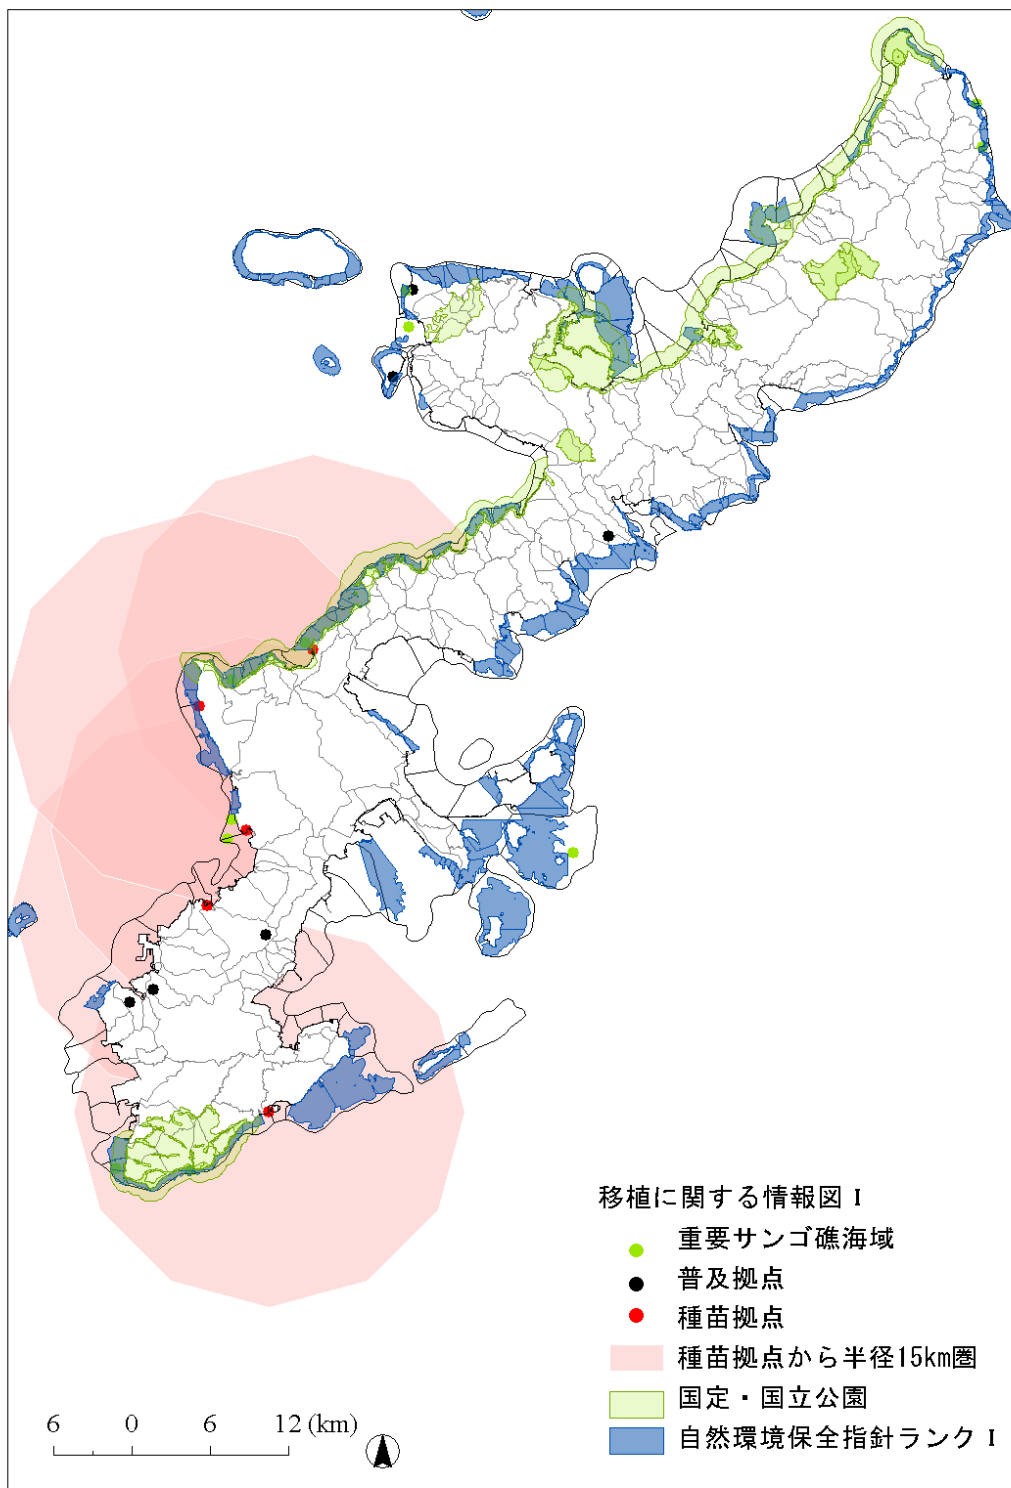 移植に関する情報図 I
重要サンゴ礁海域
普及拠点
種苗拠点
種苗拠点から半径15km圏
国定・国立公園
自然環境保全指針ランク I
6 0 6 12 (km)